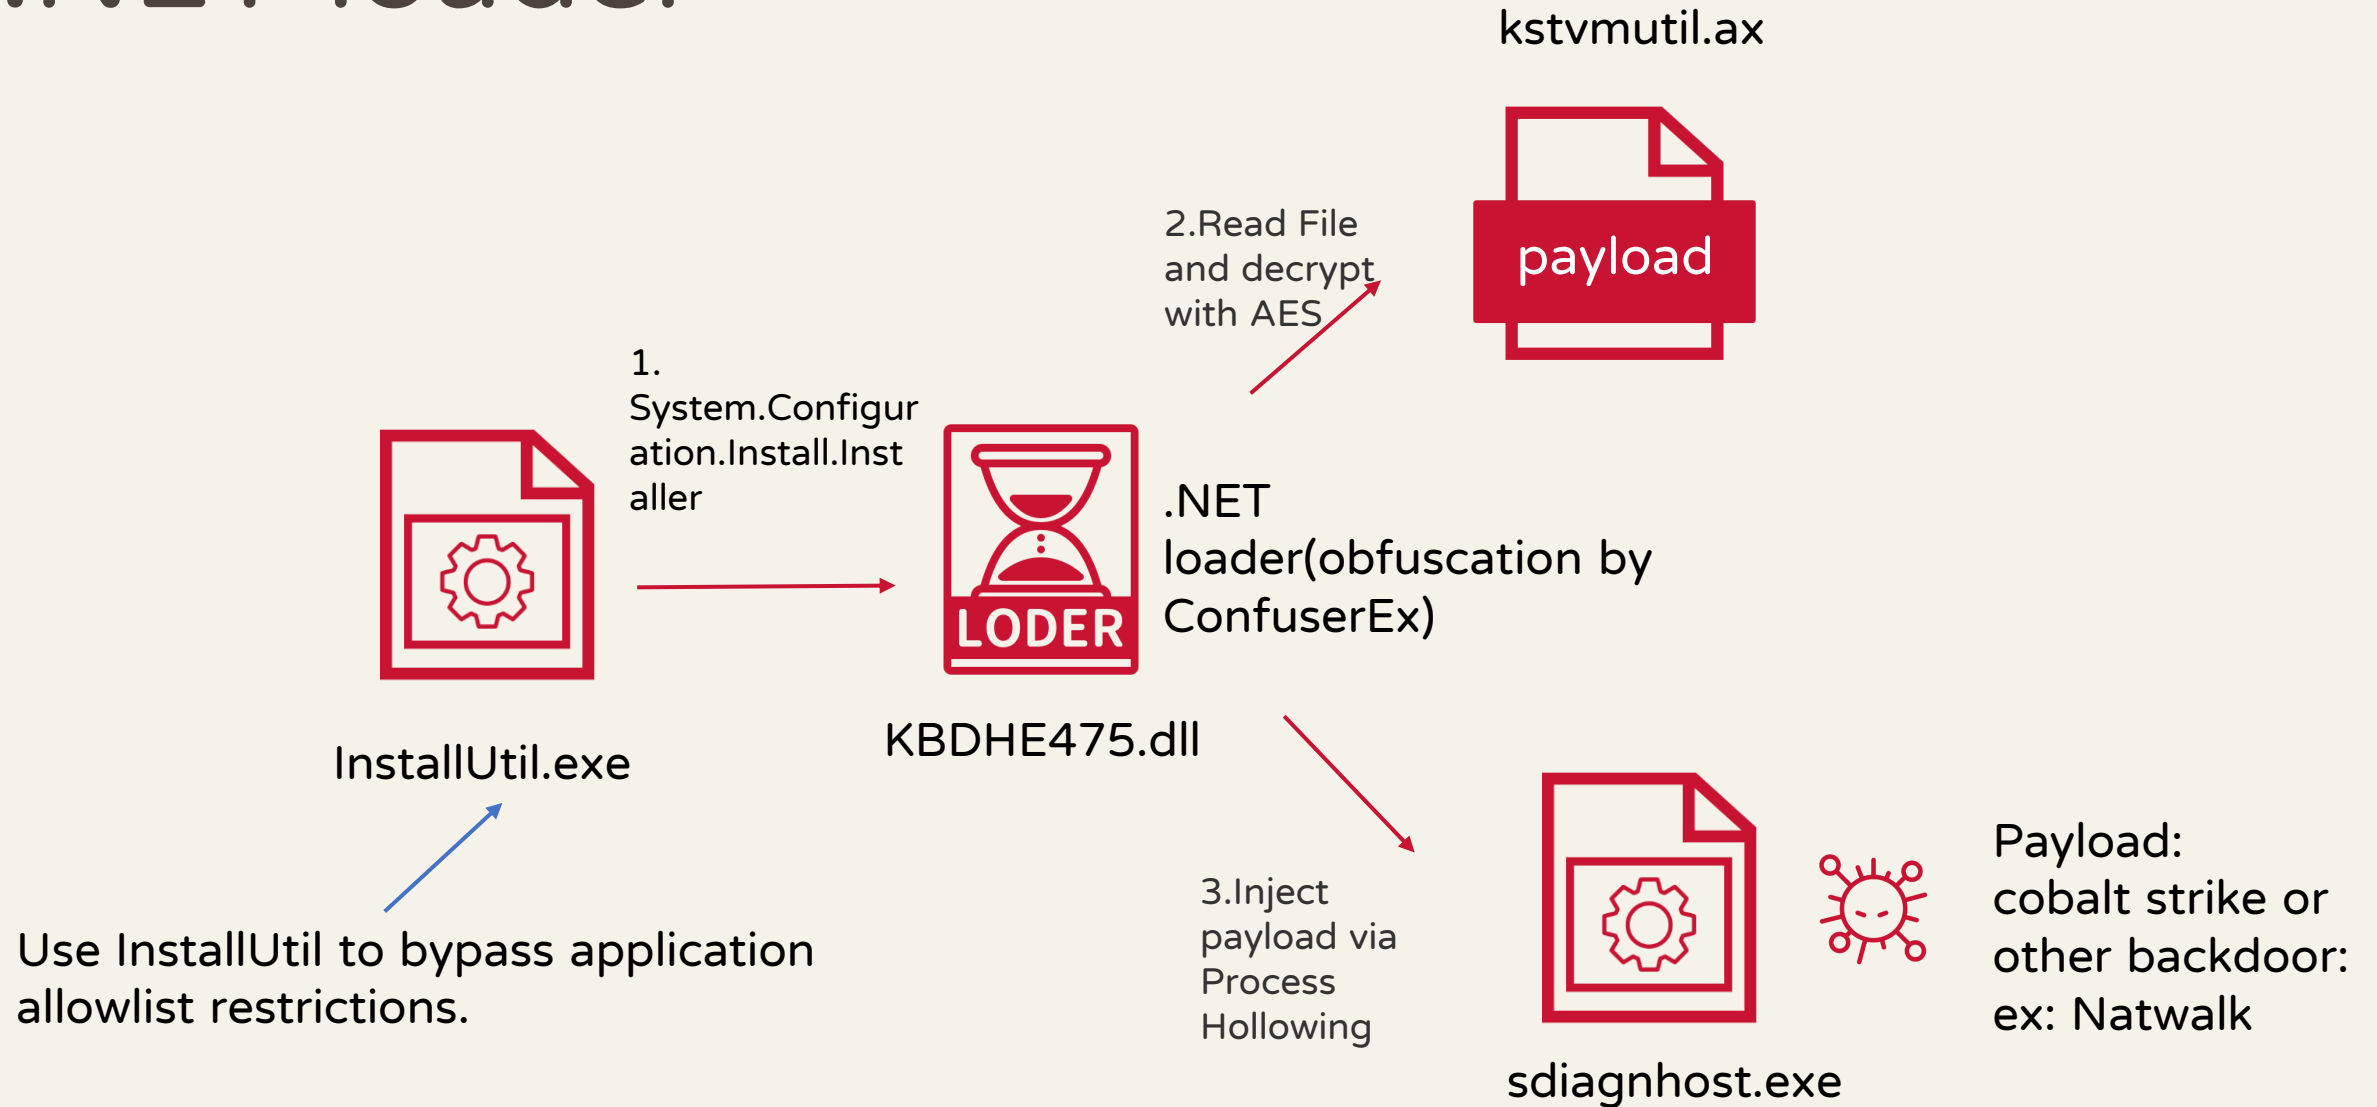 .NET loader
kstvmutil.ax
payload
2.Read File
and decrypt
with AES
1.
System.Configur
ation.Install.Inst
aller
.NET
loader(obfuscation by
ConfuserEx)
LODER
KBDHE475.dll
InstallUtil.exe
Use InstallUtil to bypass application
allowlist restrictions.
3.Inject
payload via
Process
Hollowing
Payload:
cobalt strike or
other backdoor:
ex: Natwalk
sdiagnhost.exe